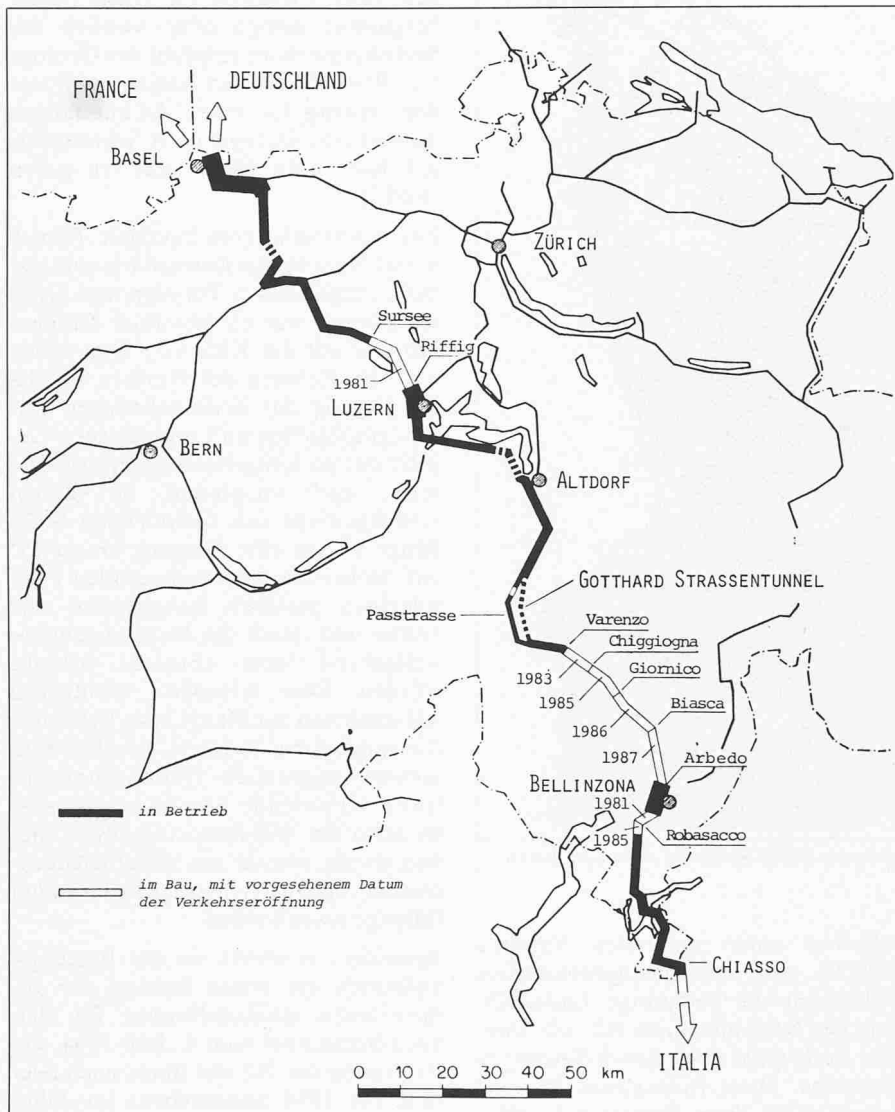 FRANCE
DEUTSCHLAND
BASEL
ZÜRICH
Sursee
Riffig
1981
LUZERN
BERN
ALTDORF
GOTTHARD STRASSENTUNNEL
Passtrasse
Varenzo
Chiggiogna
1983
Giornico
1985
1986
Biasca
1987
Arbedo
BELLINZONA
1981
1985
Robasacco
in Betrieb
im Bau, mit vorgesehenem Datum
der Verkehrseröffnung
CHIASSO
ITALIA
0 10 20 30 40 50 km